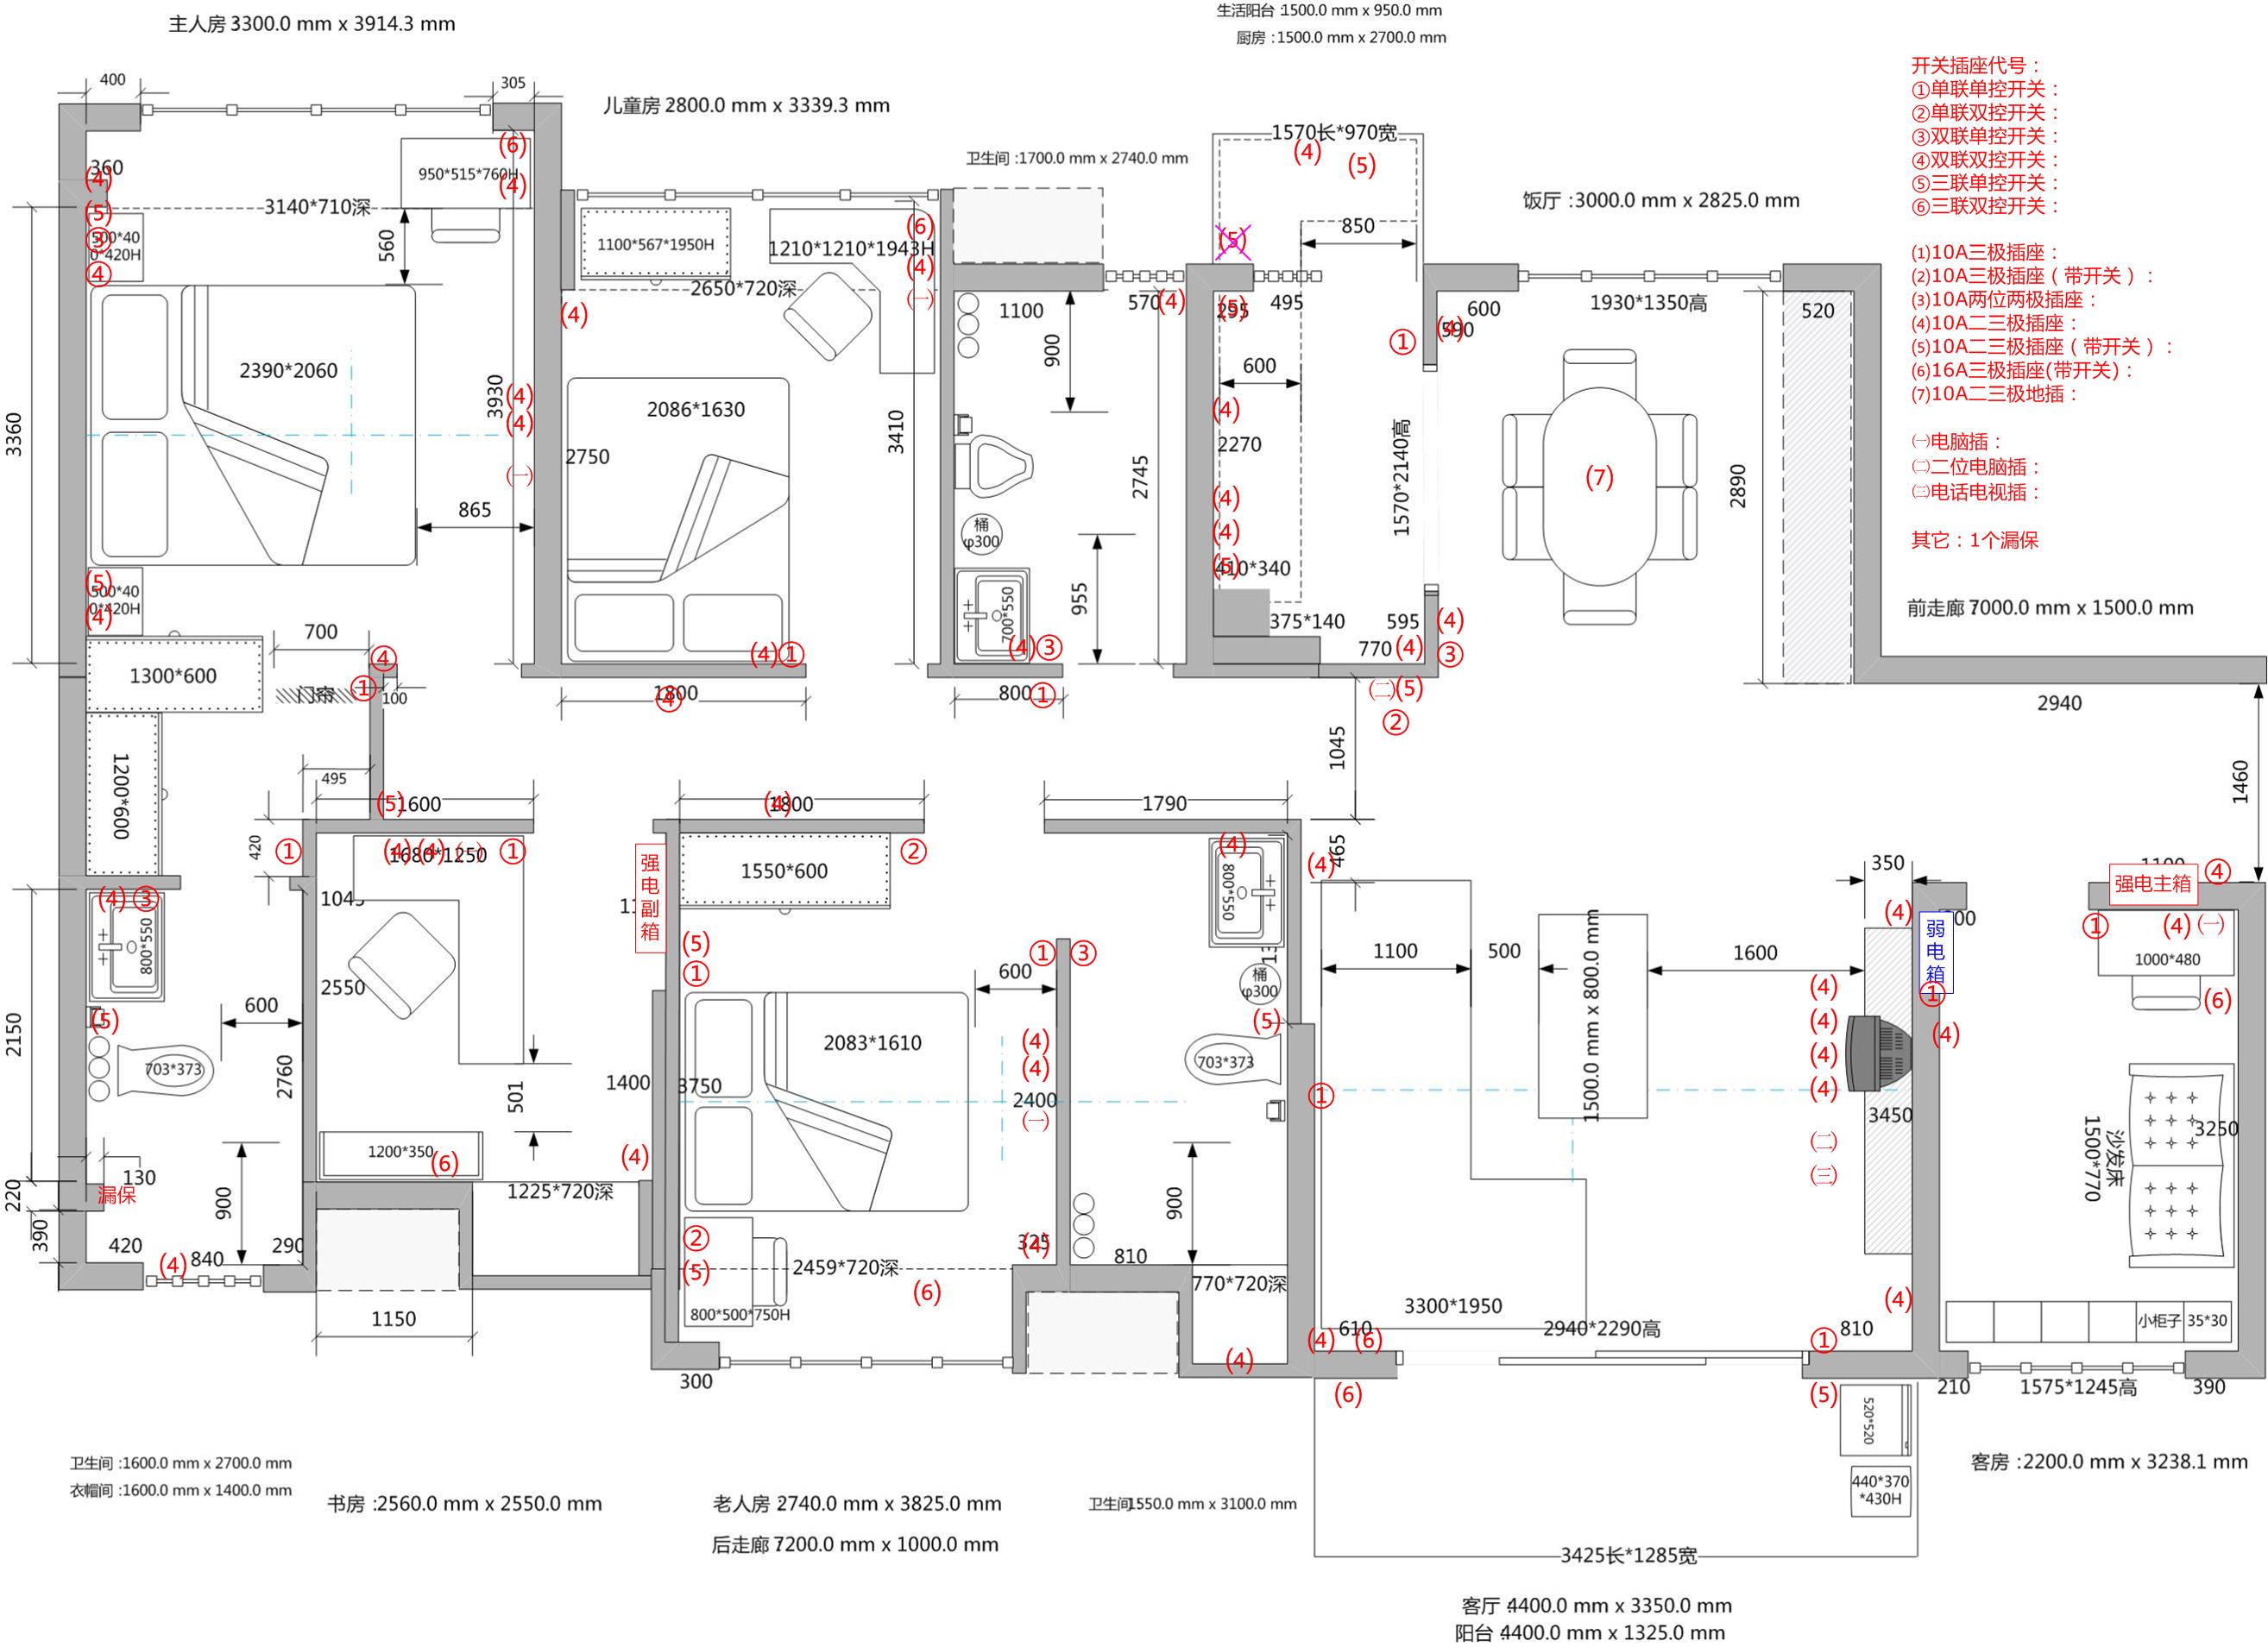 主人房 3300.0 mm x 3914.3 mm
生活阳台 :1500.0 mm x 950.0 mm
厨房 :1500.0 mm x 2700.0 mm
儿童房 2800.0 mm x 3339.3 mm
卫生间 :1700.0 mm x 2740.0 mm
饭厅 :3000.0 mm x 2825.0 mm
前走廊 7000.0 mm x 1500.0 mm
开关插座代号：
①单联单控开关：
②单联双控开关：
③双联单控开关：
④双联双控开关：
⑤三联单控开关：
⑥三联双控开关：
(1)10A三极插座：
(2)10A三极插座（带开关）：
(3)10A两位两极插座：
(4)10A二三极插座：
(5)10A二三极插座（带开关）：
(6)16A三极插座(带开关)：
(7)10A二三极地插：
㈠电脑插：
㈡二位电脑插：
㈢电话电视插：
其它：1个漏保
400
305
360
(4)
(5)
③
④
500*40
0*420H
3140*710深
950*515*760H
(6)
(4)
560
2390*2060
3360
3930
(4)
(4)
㈠
865
(5)
500*40
0*420H
(4)
1300*600
700
④
门帘
①
100
1200*600
495
1100*567*1950H
1210*1210*1943H
(6)
(4)
㈠
2650*720深
(4)
2086*1630
2750
3410
(4)
①
1800
④
1100
570
(4)
900
2745
桶
φ300
955
700*550
(4)
③
800
①
1570长*970宽
(4)
(5)
(5)
850
295
(5)
495
600
(4)
2270
(4)
(4)
(5)
410*340
375*140
595
770
(4)
1570*2140高
①
(4)
590
600
1930*1350高
520
(7)
2890
(4)
③
㈡
(5)
②
1045
2940
1460
(5)
1600
420
①
(4)
(4)
㈠
1680*1250
①
1045
2550
501
1200*350
(6)
1225*720深
1150
(4)
③
800*550
(5)
600
703*373
2150
2760
130
漏保
220
390
900
420
(4)
840
290
强电副箱
1400
(4)
(4)
1800
1550*600
②
(5)
①
①
③
600
2083*1610
3750
(4)
(4)
2400
㈠
②
(5)
325
(4)
2459*720深
(6)
800*500*750H
300
1790
(4)
800*550
桶
φ300
(5)
703*373
900
810
770*720深
(4)
465
(4)
1100
500
1500.0 mm x 800.0 mm
1600
350
(4)
(4)
(4)
(4)
(4)
①
㈡
㈢
3450
(4)
3300*1950
610
(4)
(6)
2940*2290高
①
810
(6)
(5)
520*520
440*370
*430H
3425长*1285宽
弱电箱
①
(4)
强电主箱
④
①
(4)
㈠
1000*480
(6)
沙发床
1500*770
3250
小柜子
35*30
210
1575*1245高
390
卫生间 :1600.0 mm x 2700.0 mm
衣帽间 :1600.0 mm x 1400.0 mm
书房 :2560.0 mm x 2550.0 mm
老人房 2740.0 mm x 3825.0 mm
后走廊 7200.0 mm x 1000.0 mm
卫生间1550.0 mm x 3100.0 mm
客房 :2200.0 mm x 3238.1 mm
客厅 4400.0 mm x 3350.0 mm
阳台 4400.0 mm x 1325.0 mm